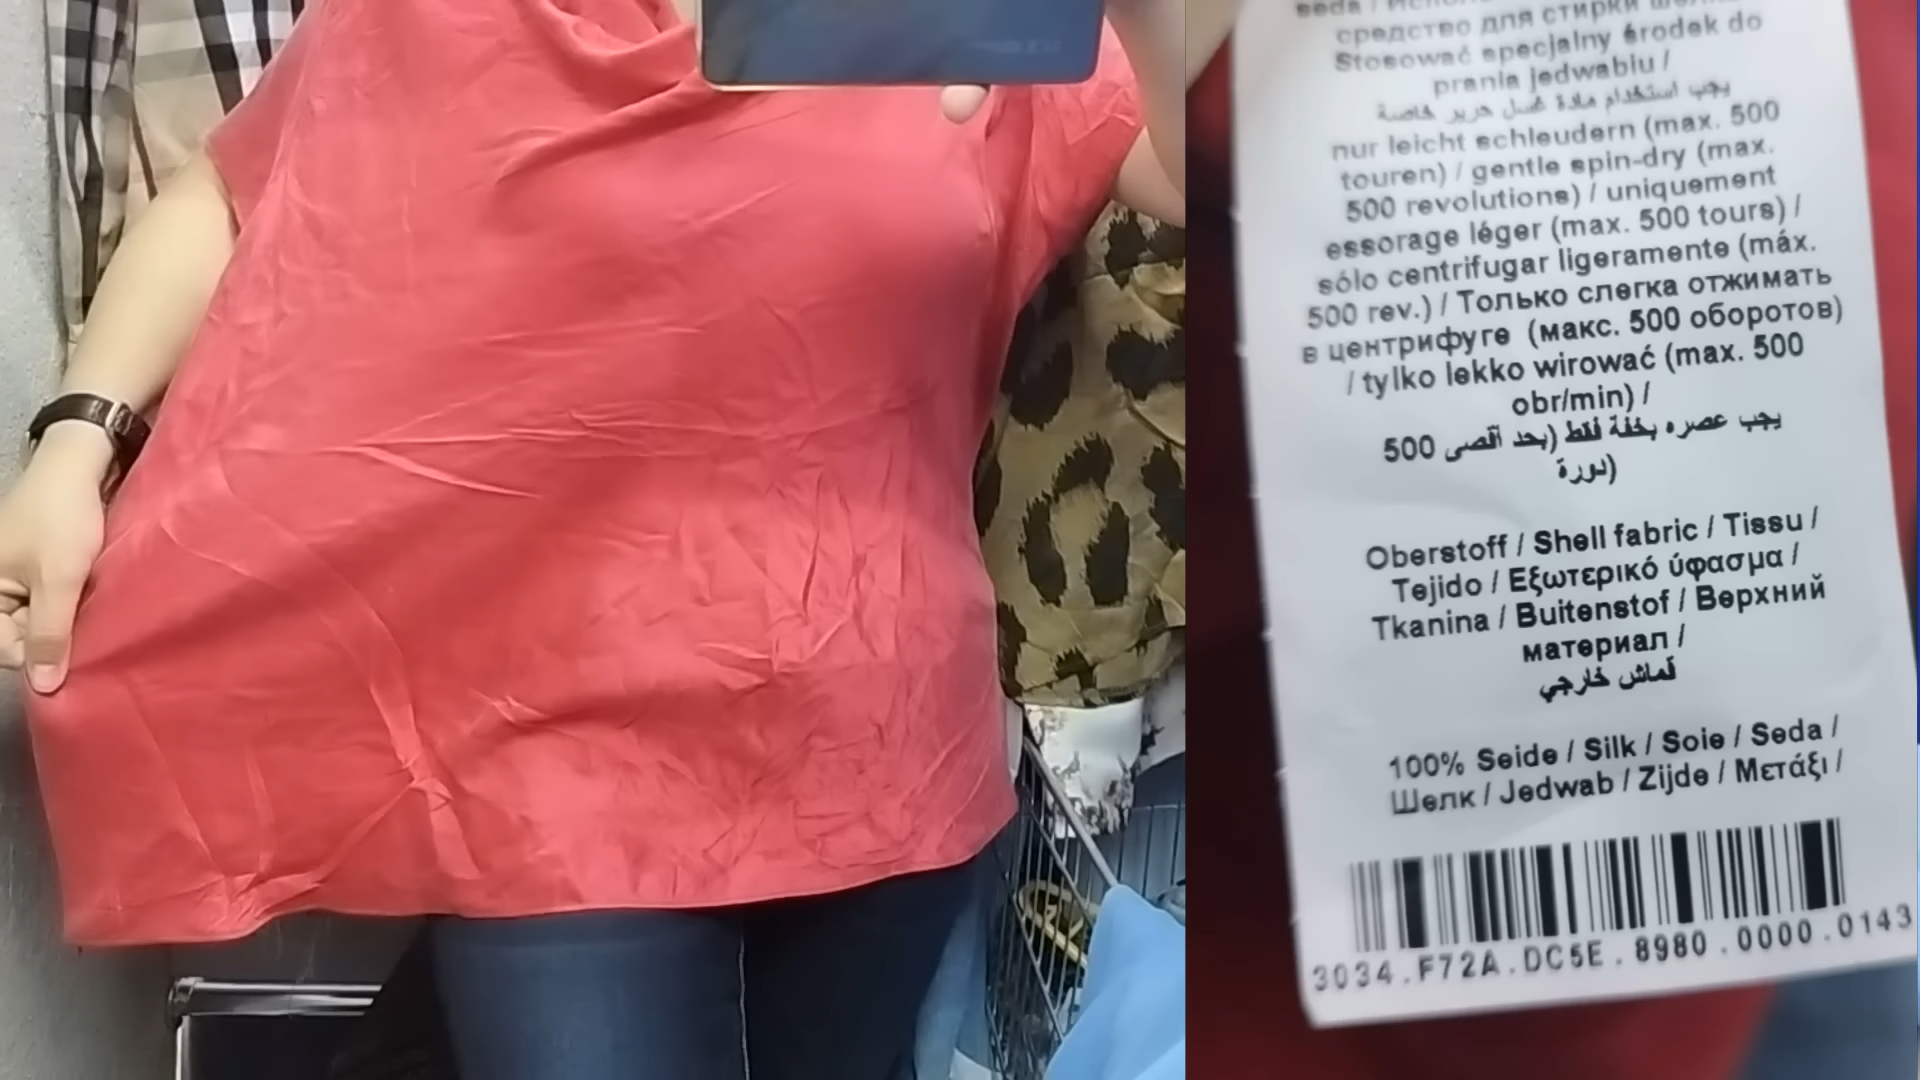 seda /
средство для стирки
Stosować specjalny środek do
prania jedwabiu /
يجب استخدام مادة غسل حرير خاصة
nur leicht schleudern (max. 500
touren) / gentle spin-dry (max.
500 revolutions) / uniquement
essorage léger (max. 500 tours) /
sólo centrifugar ligeramente (máx.
500 rev.) / Только слегка отжимать
в центрифуге (макс. 500 оборотов)
/ tylko lekko wirować (max. 500
obr/min) /
يجب عصره بخفة فقط (بحد أقصى 500
دورة)
Oberstoff / Shell fabric / Tissu /
Tejido / Εξωτερικό ύφασμα /
Tkanina / Buitenstof / Верхний
материал /
قماش خارجي
100% Seide / Silk / Soie / Seda /
Шелк / Jedwab / Zijde / Μετάξι /
3034.F72A.DC5E.8980.0000.0143